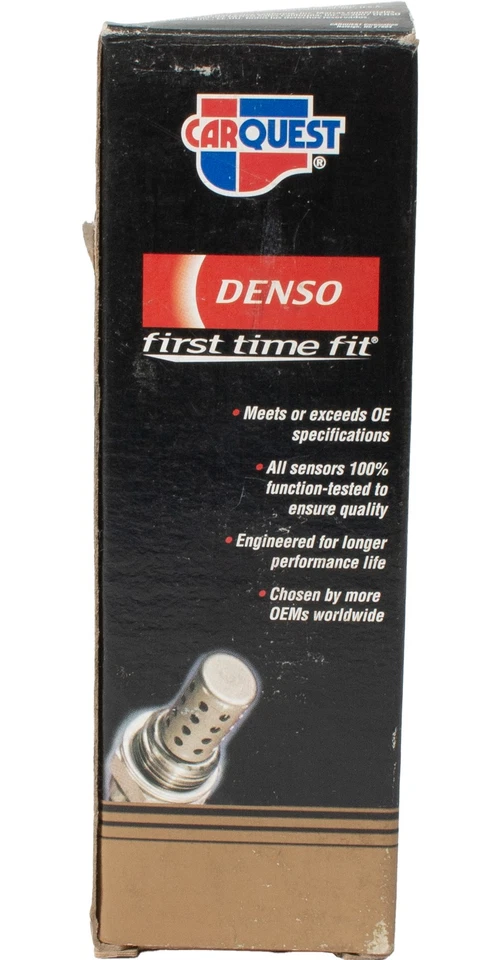 CARQUEST®
DENSO
first time fit®
• Meets or exceeds OE
specifications
• All sensors 100%
function-tested to
ensure quality
• Engineered for longer
performance life
• Chosen by more
OEMs worldwide